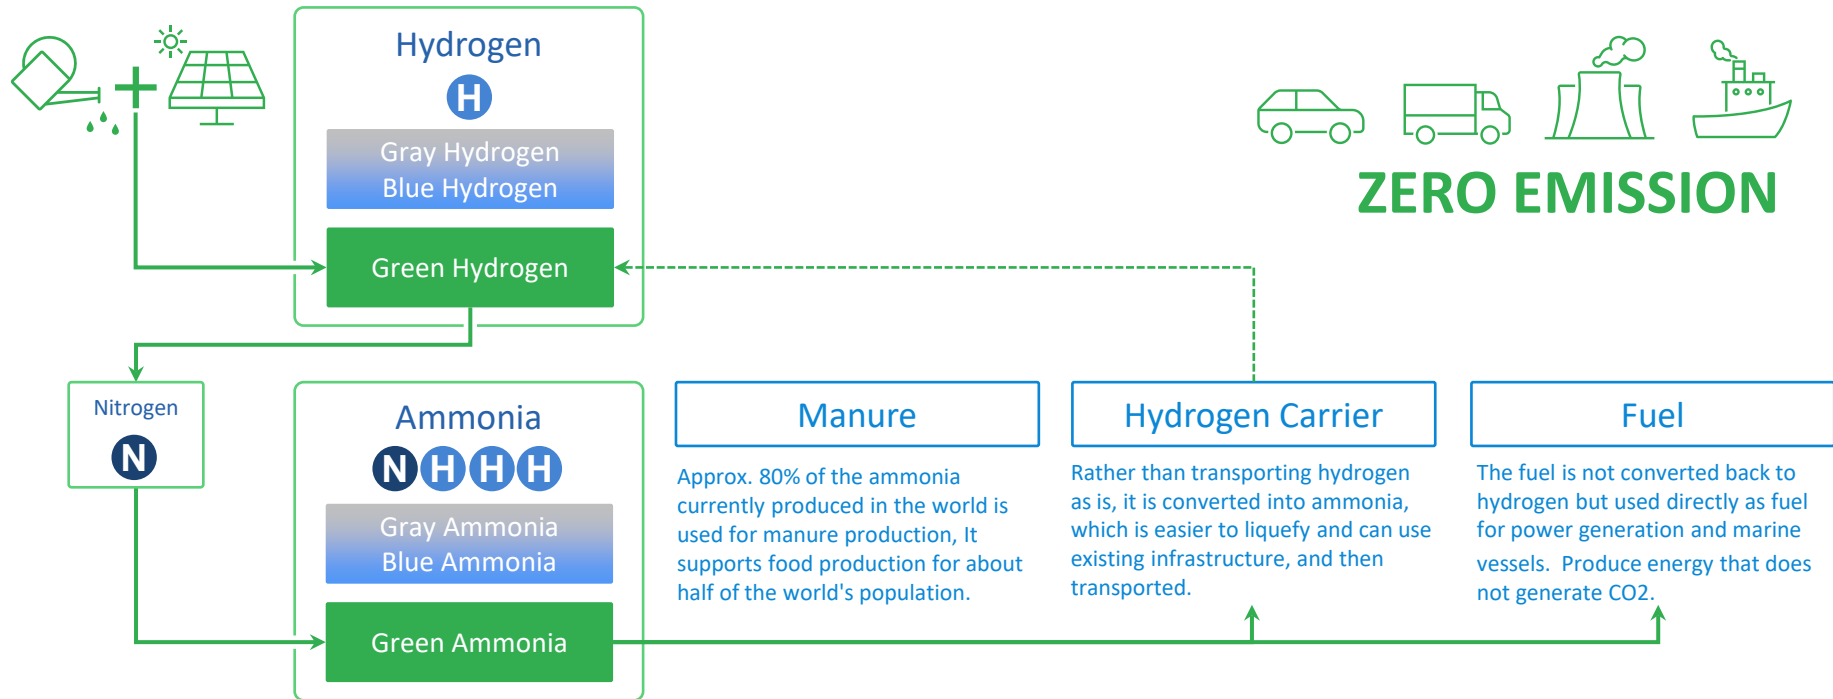 Hydrogen
H
Gray Hydrogen
Blue Hydrogen
Green Hydrogen
ZERO EMISSION
Nitrogen
N
Ammonia
N H H H
Gray Ammonia
Blue Ammonia
Green Ammonia
Manure
Approx. 80% of the ammonia
currently produced in the world is
used for manure production, It
supports food production for about
half of the world's population.
Hydrogen Carrier
Rather than transporting hydrogen
as is, it is converted into ammonia,
which is easier to liquefy and can use
existing infrastructure, and then
transported.
Fuel
The fuel is not converted back to
hydrogen but used directly as fuel
for power generation and marine
vessels.  Produce energy that does
not generate CO2.